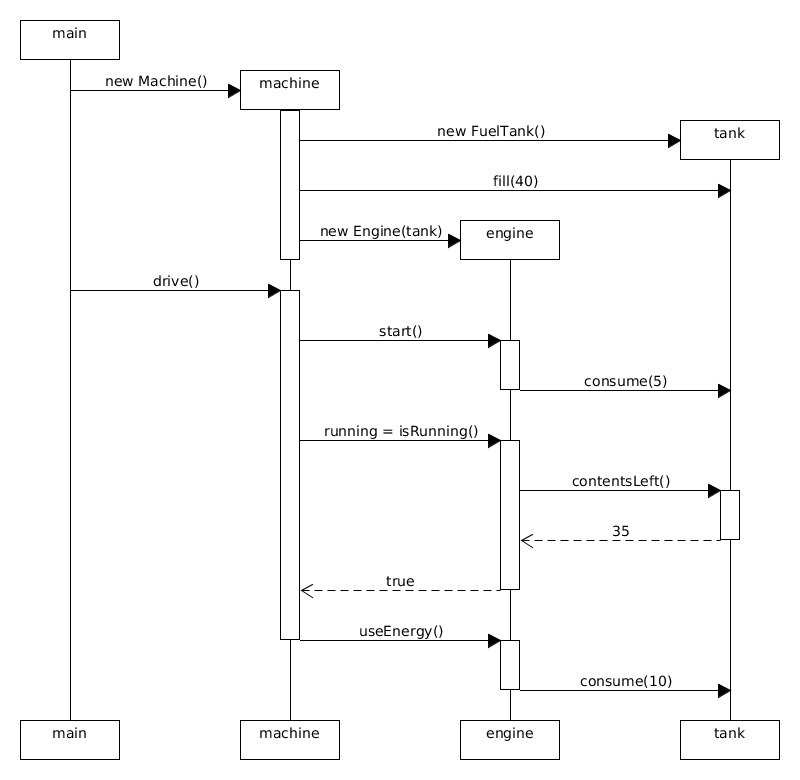 main
new Machine()
machine
new FuelTank()
tank
fill(40)
new Engine(tank)
engine
drive()
start()
consume(5)
running = isRunning()
contentsLeft()
35
true
useEnergy()
consume(10)
main
machine
engine
tank